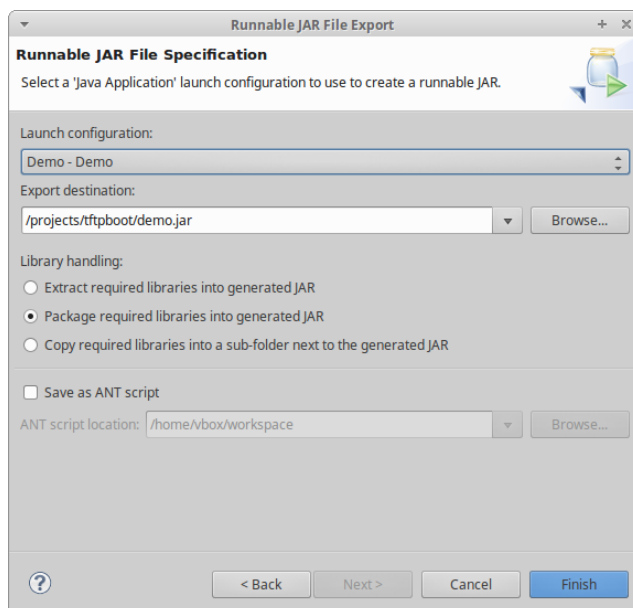 Runnable JAR File Export
Runnable JAR File Specification
Select a 'Java Application' launch configuration to use to create a runnable JAR.
Launch configuration:
Demo - Demo
Export destination:
/projects/tftpboot/demo.jar
Browse...
Library handling:
Extract required libraries into generated JAR
Package required libraries into generated JAR
Copy required libraries into a sub-folder next to the generated JAR
Save as ANT script
ANT script location: /home/vbox/workspace Browse...
? < Back Next > Cancel Finish